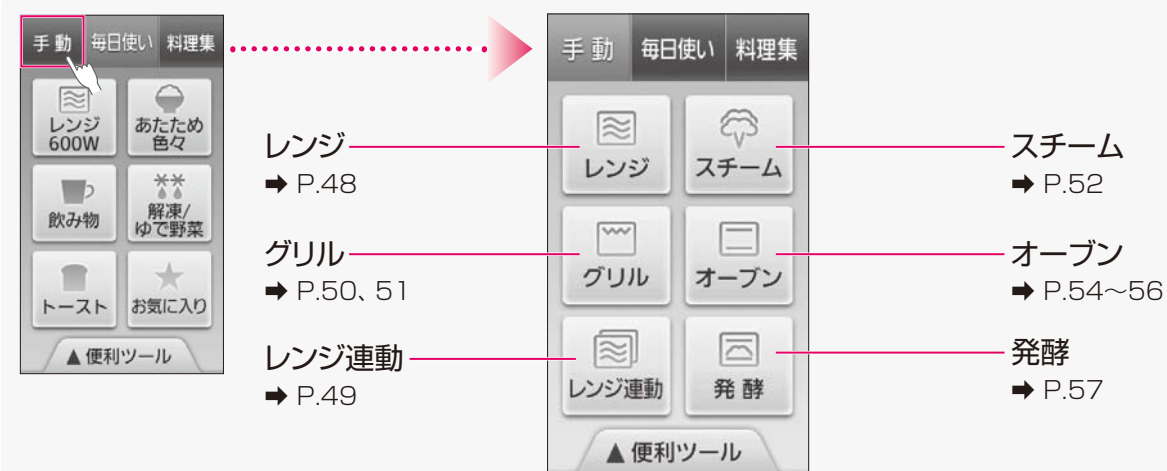 手動 毎日使い 料理集
レンジ
600W
あたため
色々
飲み物
解凍/
ゆで野菜
トースト
お気に入り
▲便利ツール
レンジ
➡ P.48
グリル
➡ P.50、51
レンジ連動
➡ P.49
手動 毎日使い 料理集
レンジ
スチーム
グリル
オーブン
レンジ連動
発酵
▲便利ツール
スチーム
➡ P.52
オーブン
➡ P.54〜56
発酵
➡ P.57